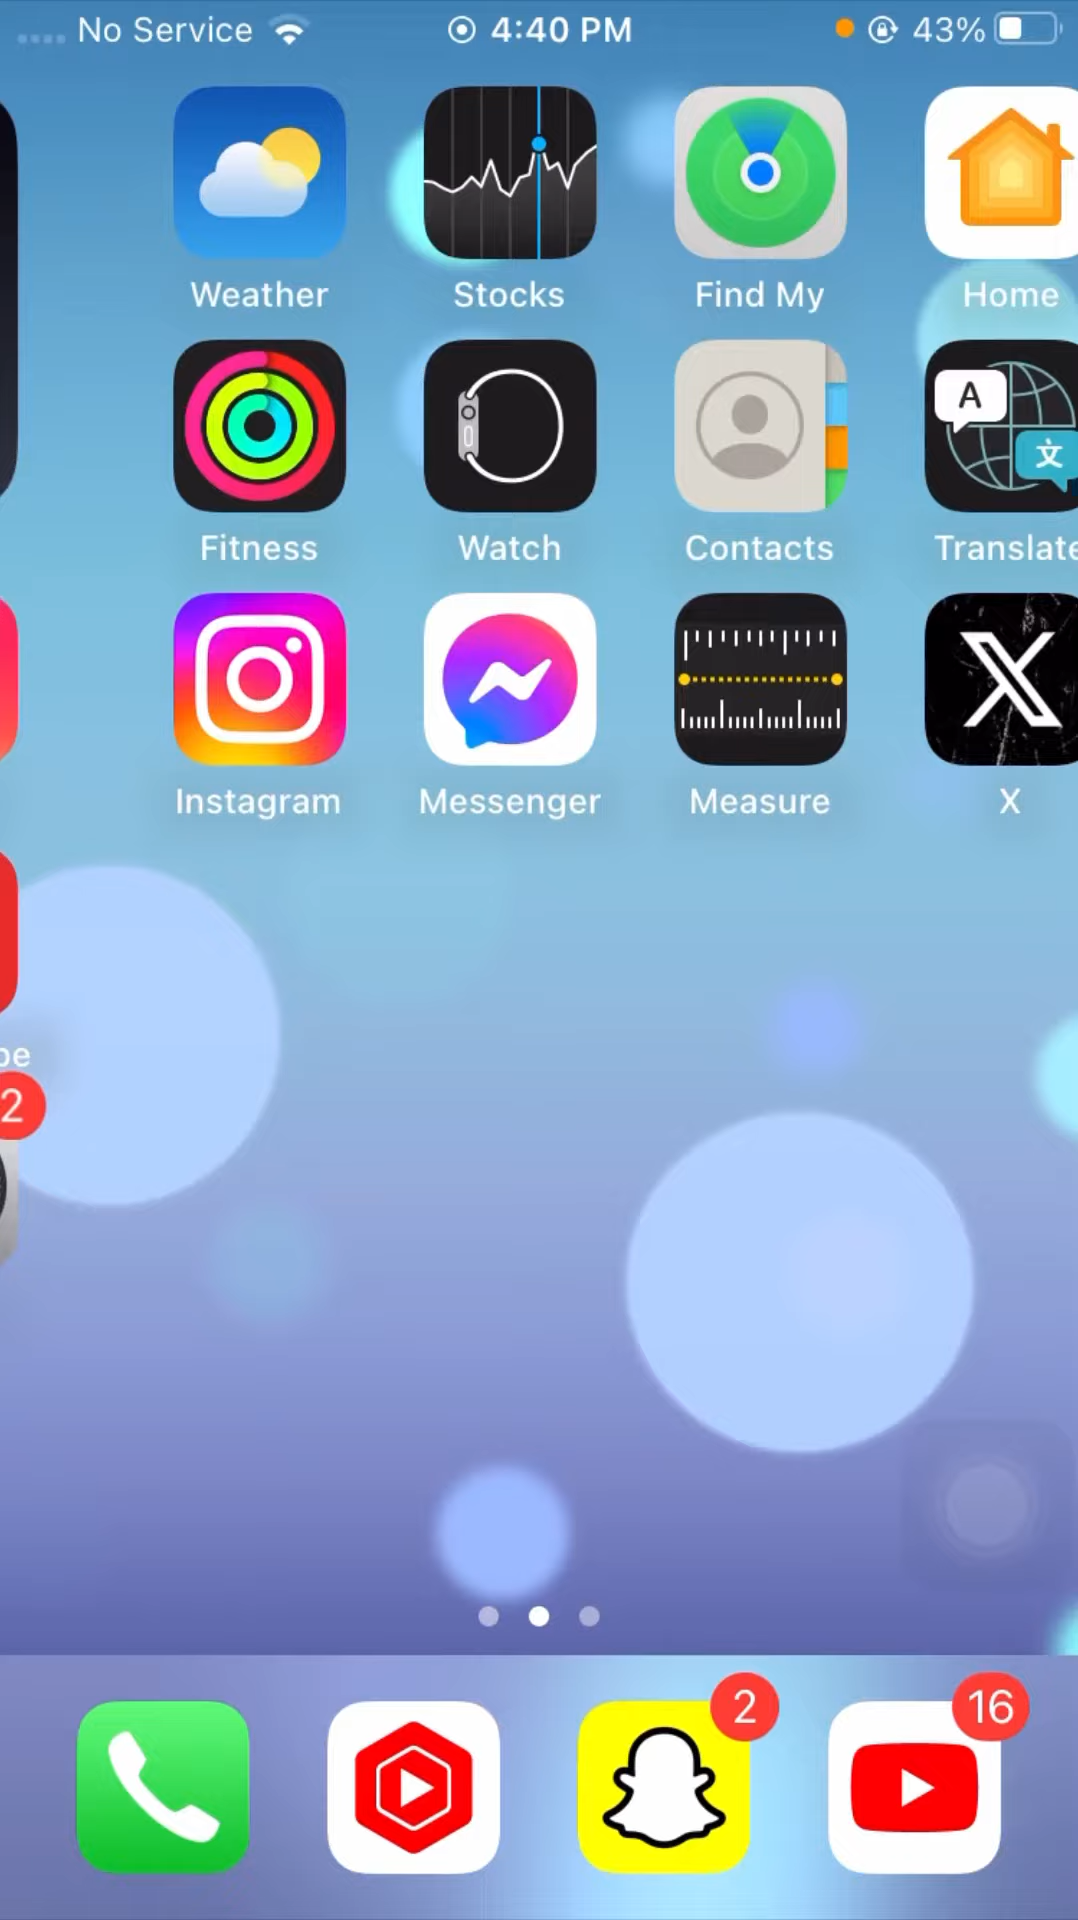 No Service 4:40 PM 43%
Weather Stocks Find My Home
A 文
Fitness Watch Contacts Translate
X
Instagram Messenger Measure X
be
2
2 16